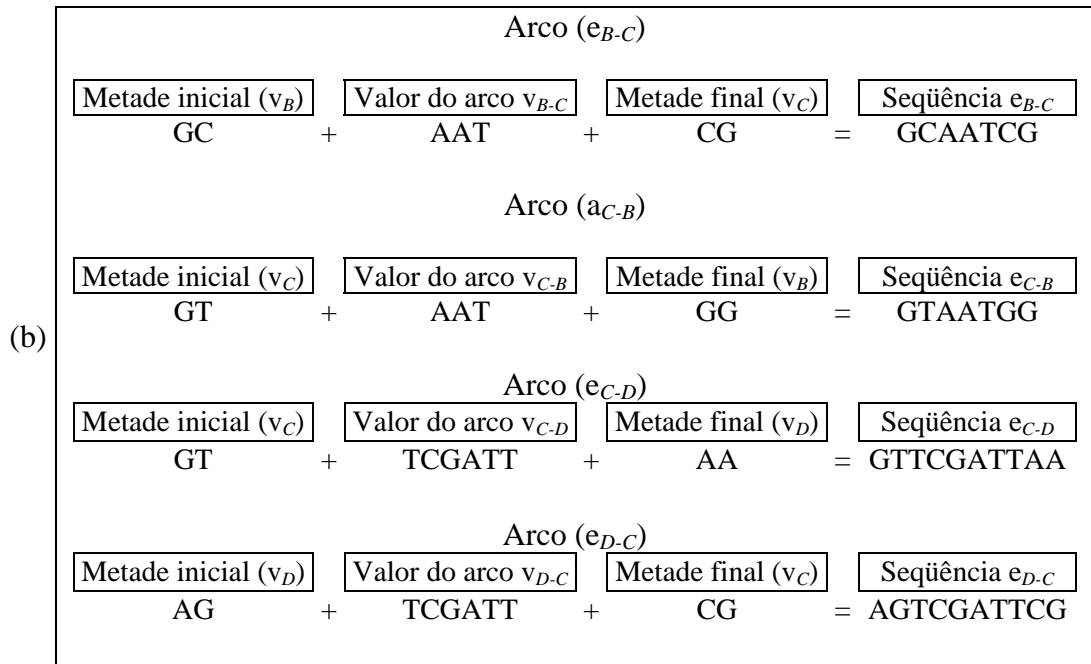 Arco (eB-C)
Metade inicial (vB) Valor do arco vB-C Metade final (vC) Seqüência eB-C
GC + AAT + CG = GCAATCG
Arco (aC-B)
Metade inicial (vC) Valor do arco vC-B Metade final (vB) Seqüência eC-B
GT + AAT + GG = GTAATGG
(b)
Arco (eC-D)
Metade inicial (vC) Valor do arco vC-D Metade final (vD) Seqüência eC-D
GT + TCGATT + AA = GTTCGATTAA
Arco (eD-C)
Metade inicial (vD) Valor do arco vD-C Metade final (vC) Seqüência eD-C
AG + TCGATT + CG = AGTCGATTCG